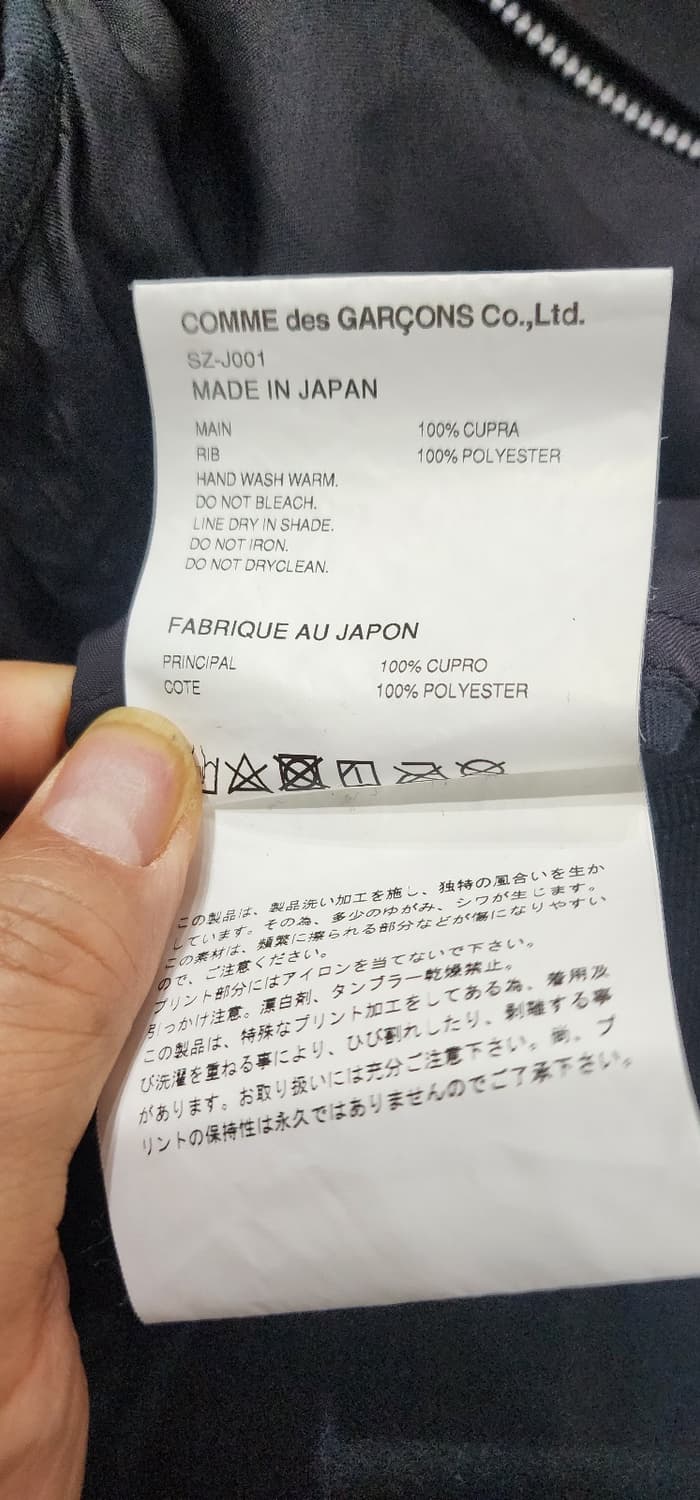 COMME des GARÇONS Co.,Ltd.
SZ-J001
MADE IN JAPAN
MAIN 100% CUPRA
RIB 100% POLYESTER
HAND WASH WARM.
DO NOT BLEACH.
LINE DRY IN SHADE.
DO NOT IRON.
DO NOT DRYCLEAN.
FABRIQUE AU JAPON
PRINCIPAL 100% CUPRO
COTE 100% POLYESTER
この製品は、製品洗い加工を施し、独特の風合いを生か
しています。その為、多少のゆがみ、シワが生じます。
この素材は、頻繁に擦られる部分などが傷になりやすい
ので、ご注意ください。
プリント部分にはアイロンを当てないで下さい。
引っかけ注意。漂白剤、タンブラー乾燥禁止。
この製品は、特殊なプリント加工をしてある為、着用及
び洗濯を重ねる事により、ひび割れしたり、剥離する事
があります。お取り扱いには充分ご注意下さい。尚、プ
リントの保持性は永久ではありませんのでご了承下さい。